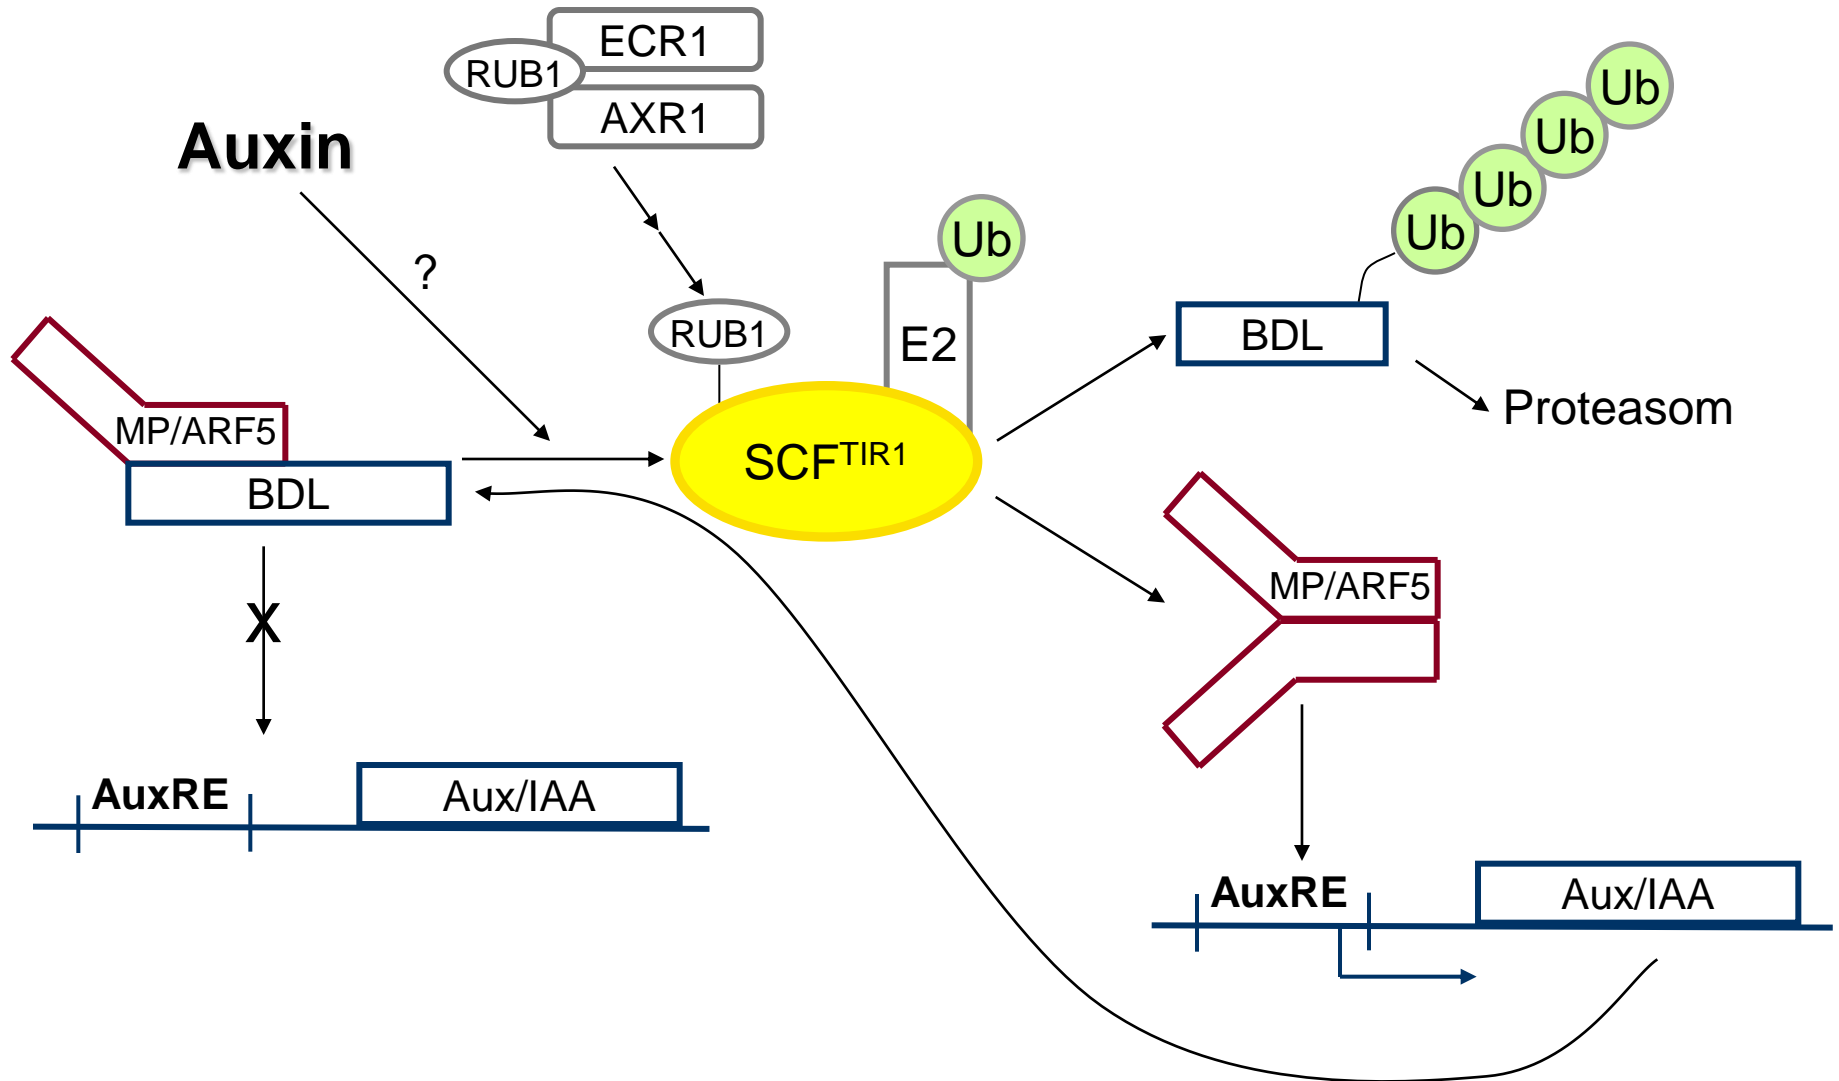 ECR1
RUB1
AXR1
Auxin
Ub
Ub
Ub
Ub
Ub
?
RUB1
E2
BDL
Proteasom
MP/ARF5
BDL
SCFTIR1
MP/ARF5
X
AuxRE
Aux/IAA
AuxRE
Aux/IAA